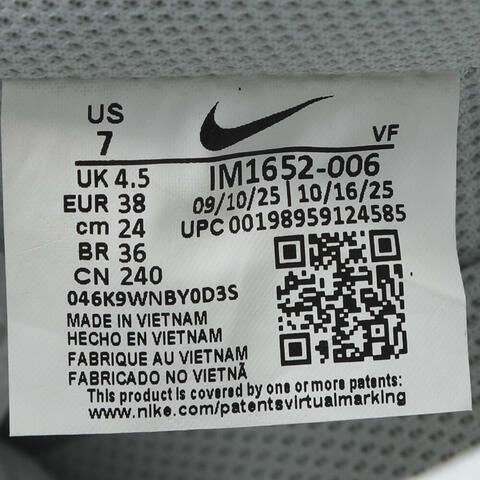 US
7
VF
UK 4.5
EUR 38
cm 24
BR 36
CN 240
IM1652-006
09/10/25 | 10/16/25
UPC 00198959124585
046K9WNBY0D3S
MADE IN VIETNAM
HECHO EN VIETNAM
FABRIQUE AU VIETNAM
FABRICADO NO VIETNÃ
This product is covered by one or more patents:
www.nike.com/patentsvirtualmarking